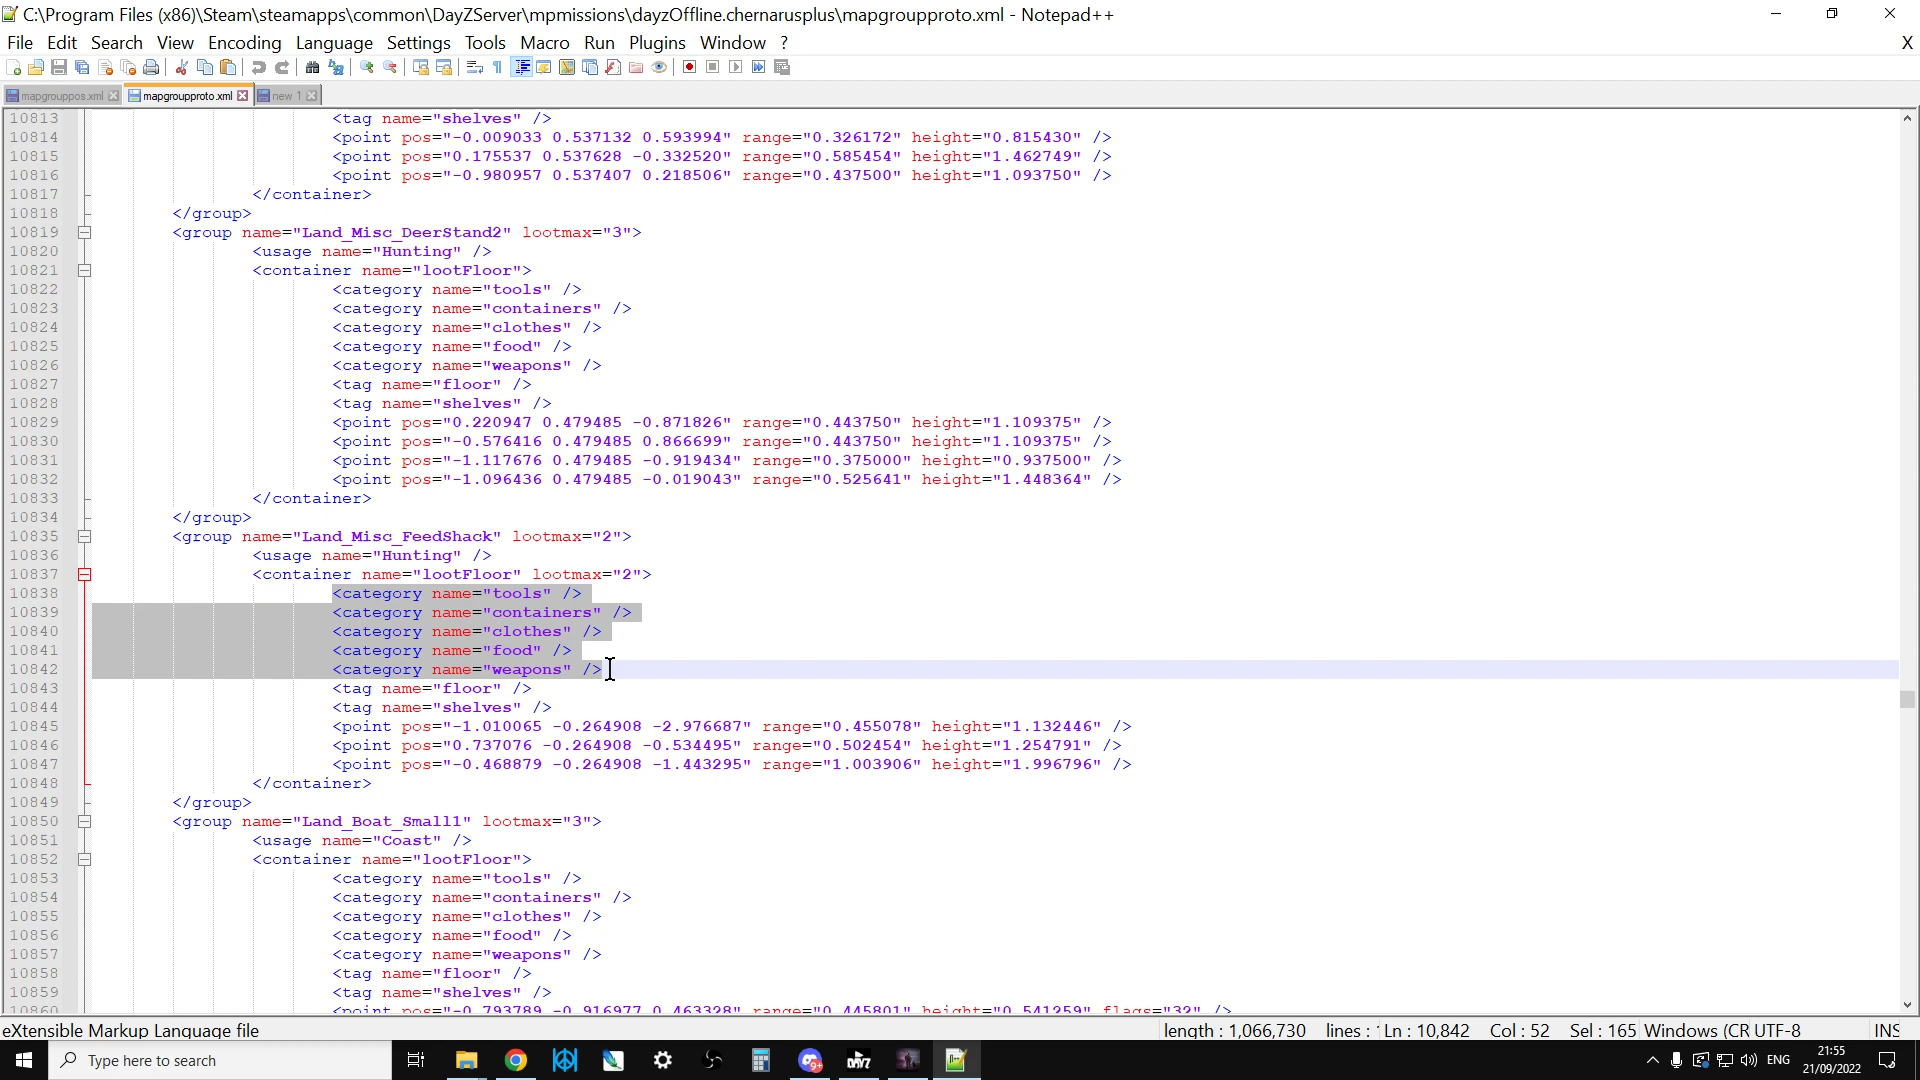 C:\Program Files (x86)\Steam\steamapps\common\DayZServer\mpmissions\dayzOffline.chernarusplus\mapgroupproto.xml - Notepad++
File Edit Search View Encoding Language Settings Tools Macro Run Plugins Window ? X
mapgrouppos.xml mapgroupproto.xml new 1
10813 <tag name="shelves" />
10814 <point pos="-0.009033 0.537132 0.593994" range="0.326172" height="0.815430" />
10815 <point pos="0.175537 0.537628 -0.332520" range="0.585454" height="1.462749" />
10816 <point pos="-0.980957 0.537407 0.218506" range="0.437500" height="1.093750" />
10817 </container>
10818 </group>
10819 <group name="Land_Misc_DeerStand2" lootmax="3">
10820 <usage name="Hunting" />
10821 <container name="lootFloor">
10822 <category name="tools" />
10823 <category name="containers" />
10824 <category name="clothes" />
10825 <category name="food" />
10826 <category name="weapons" />
10827 <tag name="floor" />
10828 <tag name="shelves" />
10829 <point pos="0.220947 0.479485 -0.871826" range="0.443750" height="1.109375" />
10830 <point pos="-0.576416 0.479485 0.866699" range="0.443750" height="1.109375" />
10831 <point pos="-1.117676 0.479485 -0.919434" range="0.375000" height="0.937500" />
10832 <point pos="-1.096436 0.479485 -0.019043" range="0.525641" height="1.448364" />
10833 </container>
10834 </group>
10835 <group name="Land_Misc_FeedShack" lootmax="2">
10836 <usage name="Hunting" />
10837 <container name="lootFloor" lootmax="2">
10838 <category name="tools" />
10839 <category name="containers" />
10840 <category name="clothes" />
10841 <category name="food" />
10842 <category name="weapons" />
10843 <tag name="floor" />
10844 <tag name="shelves" />
10845 <point pos="-1.010065 -0.264908 -2.976687" range="0.455078" height="1.132446" />
10846 <point pos="0.737076 -0.264908 -0.534495" range="0.502454" height="1.254791" />
10847 <point pos="-0.468879 -0.264908 -1.443295" range="1.003906" height="1.996796" />
10848 </container>
10849 </group>
10850 <group name="Land_Boat_Small1" lootmax="3">
10851 <usage name="Coast" />
10852 <container name="lootFloor">
10853 <category name="tools" />
10854 <category name="containers" />
10855 <category name="clothes" />
10856 <category name="food" />
10857 <category name="weapons" />
10858 <tag name="floor" />
10859 <tag name="shelves" />
10860 <point pos="-0.793789 -0.916977 0.463328" range="0.445801" height="0.541259" flags="32" />
eXtensible Markup Language file length : 1,066,730 lines : Ln : 10,842 Col : 52 Sel : 165 Windows (CR UTF-8 INS
Type here to search
DAYZ
ENG
21:55
21/09/2022